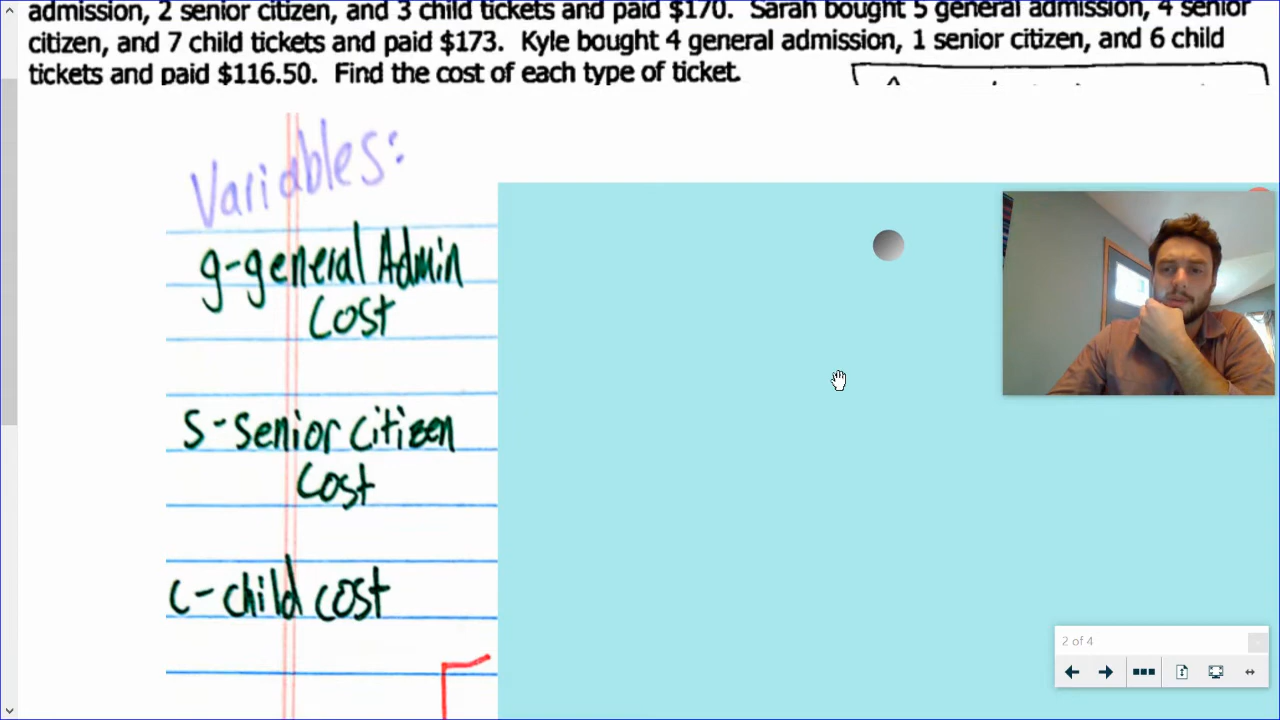 admission, 2 senior citizen, and 3 child tickets and paid $170. Sarah bought 5 general admission, 4 senior
citizen, and 7 child tickets and paid $173. Kyle bought 4 general admission, 1 senior citizen, and 6 child
tickets and paid $116.50. Find the cost of each type of ticket.
Variables:
g-general Admin
Cost
S-senior citizen
Cost
C-child cost
2 of 4